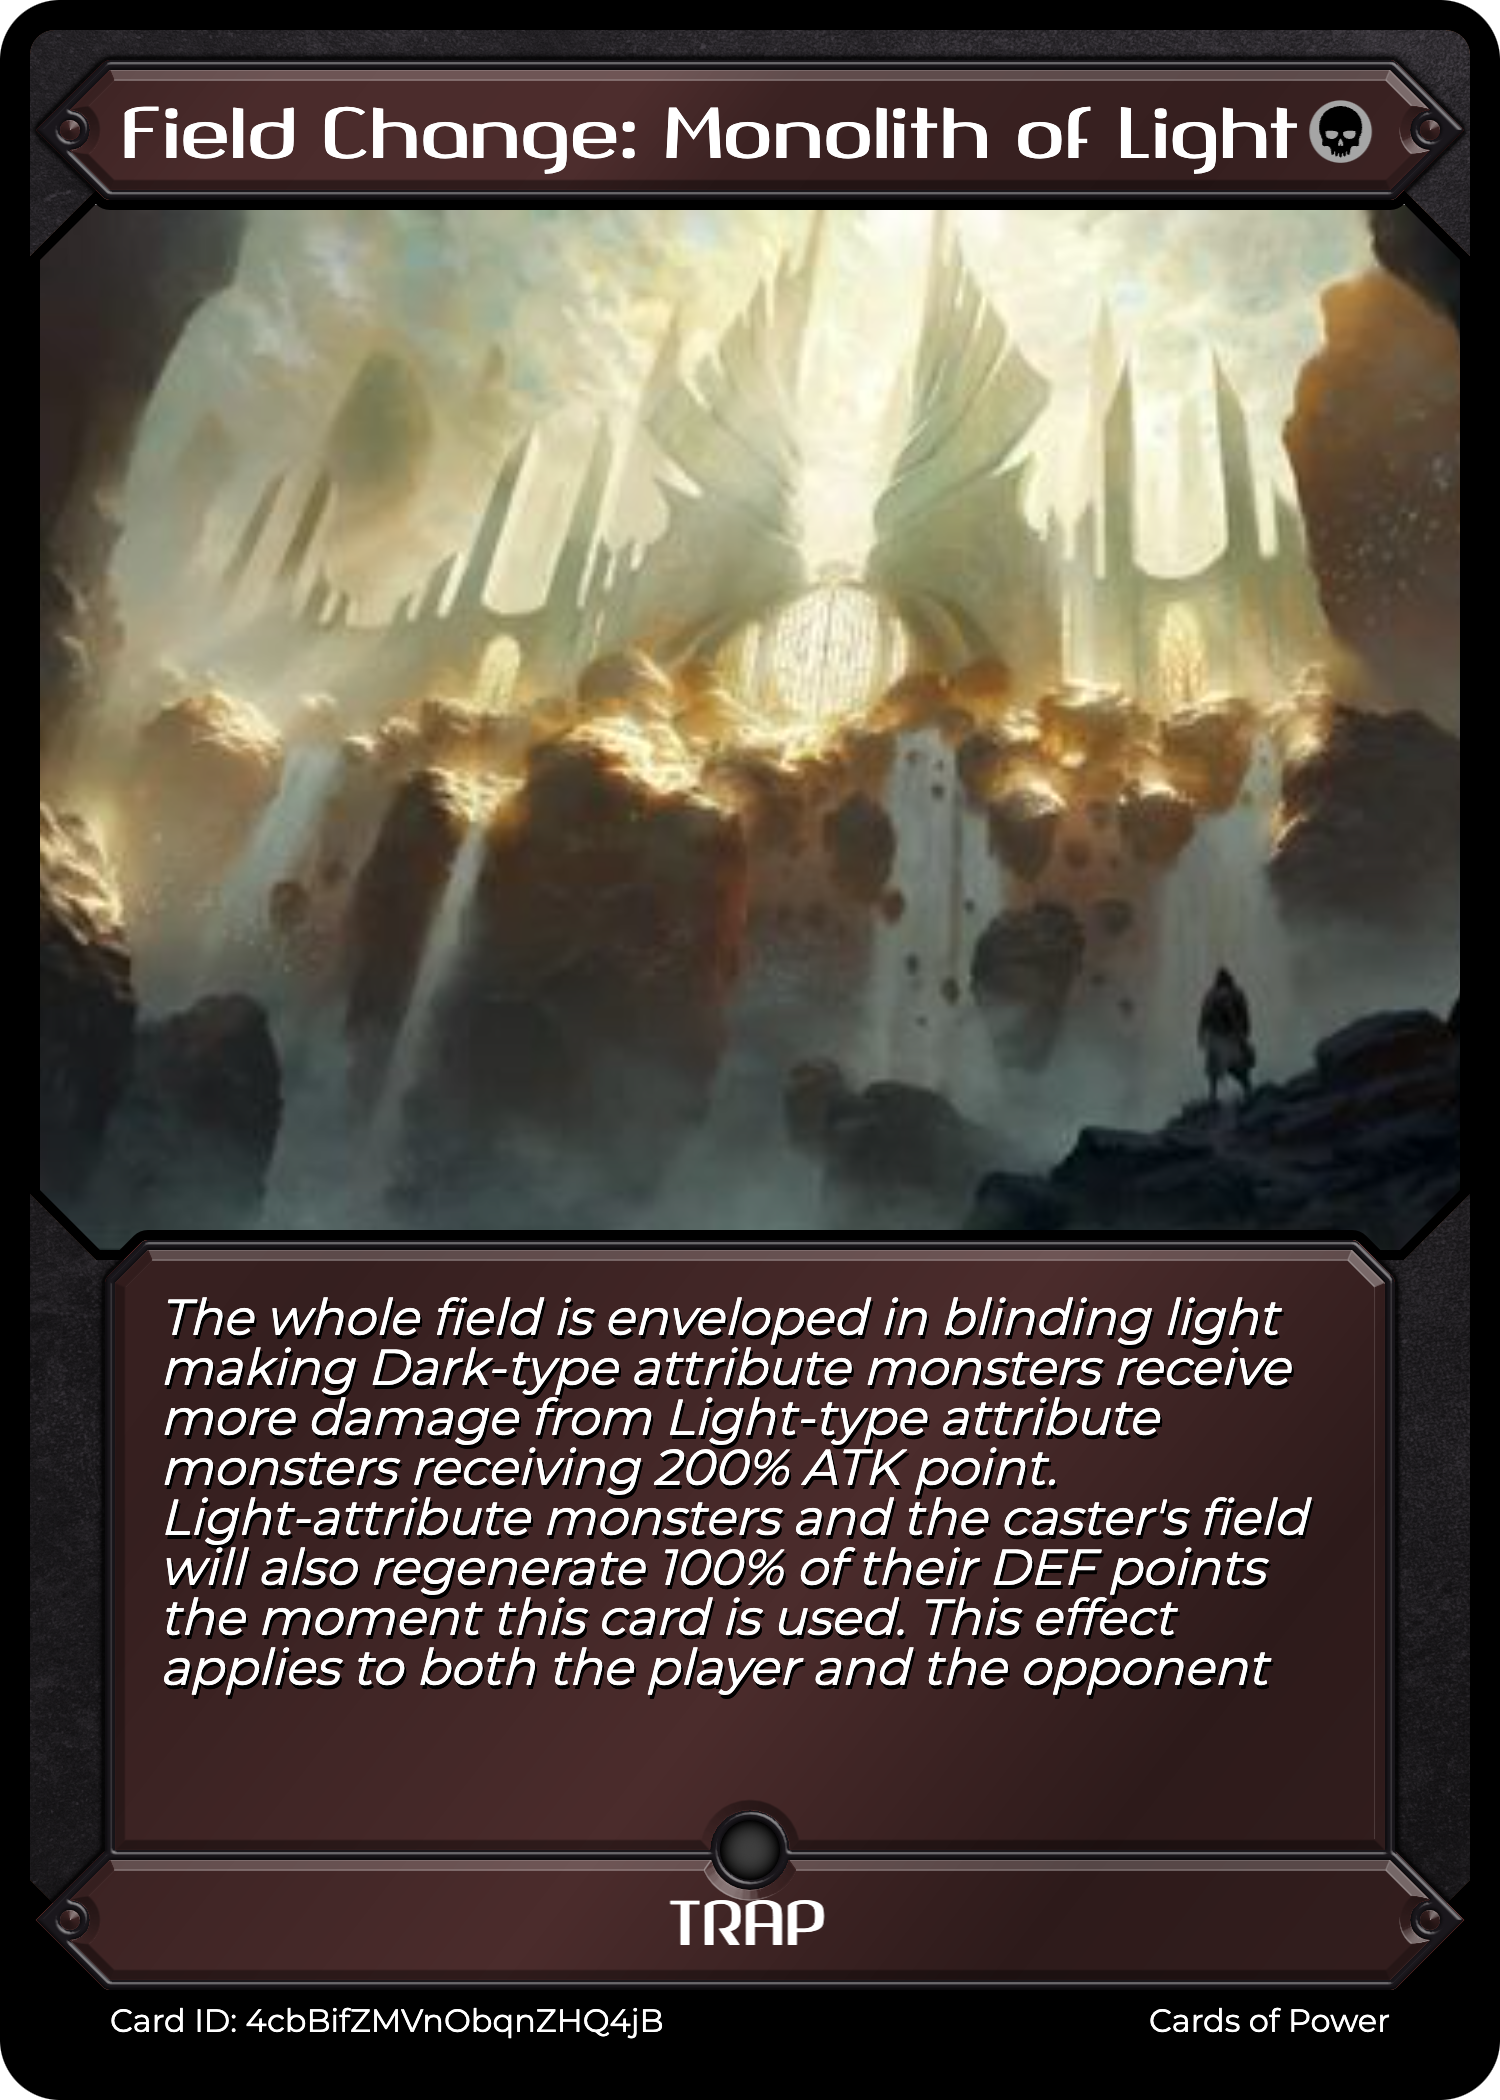 Field Change: Monolith of Light
The whole field is enveloped in blinding light
making Dark-type attribute monsters receive
more damage from Light-type attribute
monsters receiving 200% ATK point.
Light-attribute monsters and the caster's field
will also regenerate 100% of their DEF points
the moment this card is used. This effect
applies to both the player and the opponent
TRAP
Card ID: 4cbBifZMVnObqnZHQ4jB
Cards of Power